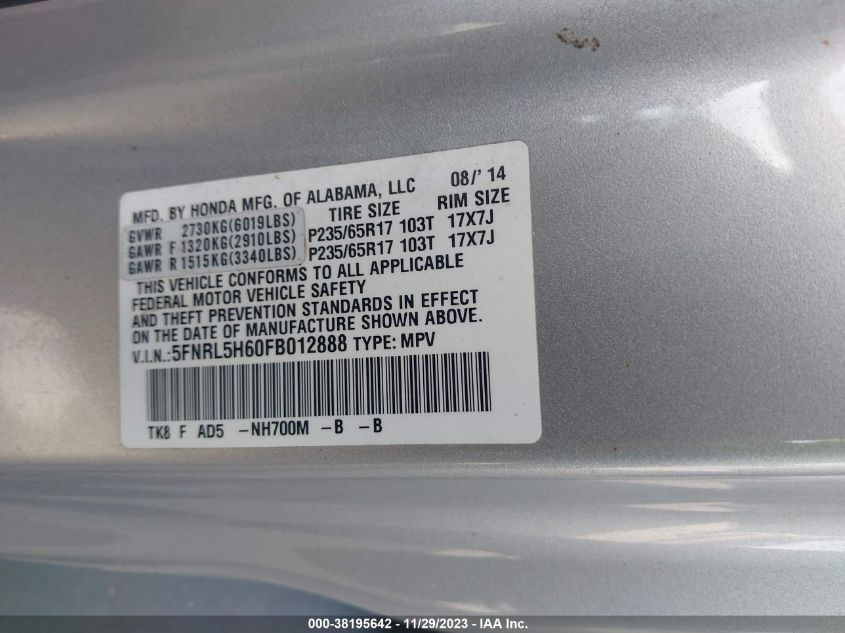 MFD. BY HONDA MFG. OF ALABAMA, LLC 08/' 14
GVWR 2730KG(6019LBS) TIRE SIZE RIM SIZE
GAWR F 1320KG(2910LBS) P235/65R17 103T 17X7J
GAWR R 1515KG(3340LBS) P235/65R17 103T 17X7J
THIS VEHICLE CONFORMS TO ALL APPLICABLE
FEDERAL MOTOR VEHICLE SAFETY
AND THEFT PREVENTION STANDARDS IN EFFECT
ON THE DATE OF MANUFACTURE SHOWN ABOVE.
V.I.N.:5FNRL5H60FB012888 TYPE: MPV
TK8 F AD5 -NH700M -B -B
000-38195642 - 11/29/2023 - IAA Inc.